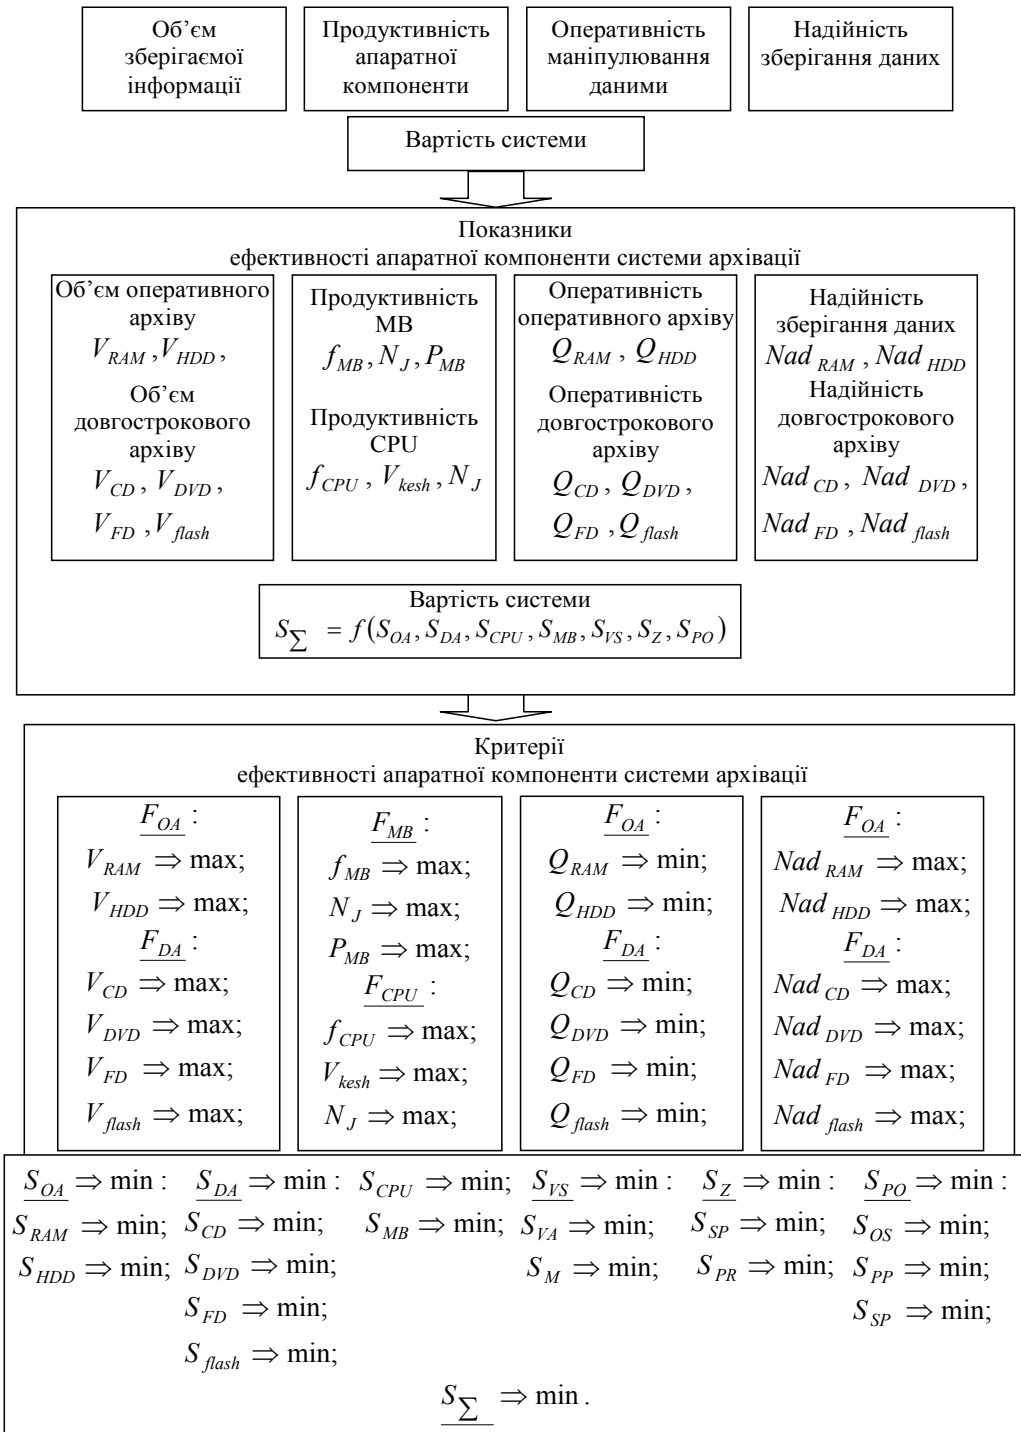 Об’єм
зберігаємої
інформації
Продуктивність
апаратної
компоненти
Оперативність
маніпулювання
даними
Надійність
зберігання даних
Вартість системи
Показники
ефективності апаратної компоненти системи архівації
Об’єм оперативного
архіву
V_RAM , V_HDD ,
Об’єм
довгострокового
архіву
V_CD , V_DVD ,
V_FD , V_flash
Продуктивність
МВ
f_MB , N_J , P_MB
Продуктивність
CPU
f_CPU , V_kesh , N_J
Оперативність
оперативного архіву
Q_RAM , Q_HDD
Оперативність
довгострокового
архіву
Q_CD , Q_DVD ,
Q_FD , Q_flash
Надійність
зберігання даних
Nad_RAM , Nad_HDD
Надійність
довгострокового
архіву
Nad_CD , Nad_DVD ,
Nad_FD , Nad_flash
Вартість системи
S_∑ = f(S_OA, S_DA, S_CPU, S_MB, S_VS, S_Z, S_PO)
Критерії
ефективності апаратної компоненти системи архівації
F_OA :
V_RAM ⇒ max;
V_HDD ⇒ max;
F_DA :
V_CD ⇒ max;
V_DVD ⇒ max;
V_FD ⇒ max;
V_flash ⇒ max;
F_MB :
f_MB ⇒ max;
N_J ⇒ max;
P_MB ⇒ max;
F_CPU :
f_CPU ⇒ max;
V_kesh ⇒ max;
N_J ⇒ max;
F_OA :
Q_RAM ⇒ min;
Q_HDD ⇒ min;
F_DA :
Q_CD ⇒ min;
Q_DVD ⇒ min;
Q_FD ⇒ min;
Q_flash ⇒ min;
F_OA :
Nad_RAM ⇒ max;
Nad_HDD ⇒ max;
F_DA :
Nad_CD ⇒ max;
Nad_DVD ⇒ max;
Nad_FD ⇒ max;
Nad_flash ⇒ max;
S_OA ⇒ min :
S_RAM ⇒ min;
S_HDD ⇒ min;
S_DA ⇒ min :
S_CD ⇒ min;
S_DVD ⇒ min;
S_FD ⇒ min;
S_flash ⇒ min;
S_CPU ⇒ min;
S_MB ⇒ min;
S_VS ⇒ min :
S_VA ⇒ min;
S_M ⇒ min;
S_Z ⇒ min :
S_SP ⇒ min;
S_PR ⇒ min;
S_PO ⇒ min :
S_OS ⇒ min;
S_PP ⇒ min;
S_SP ⇒ min;
S_∑ ⇒ min .